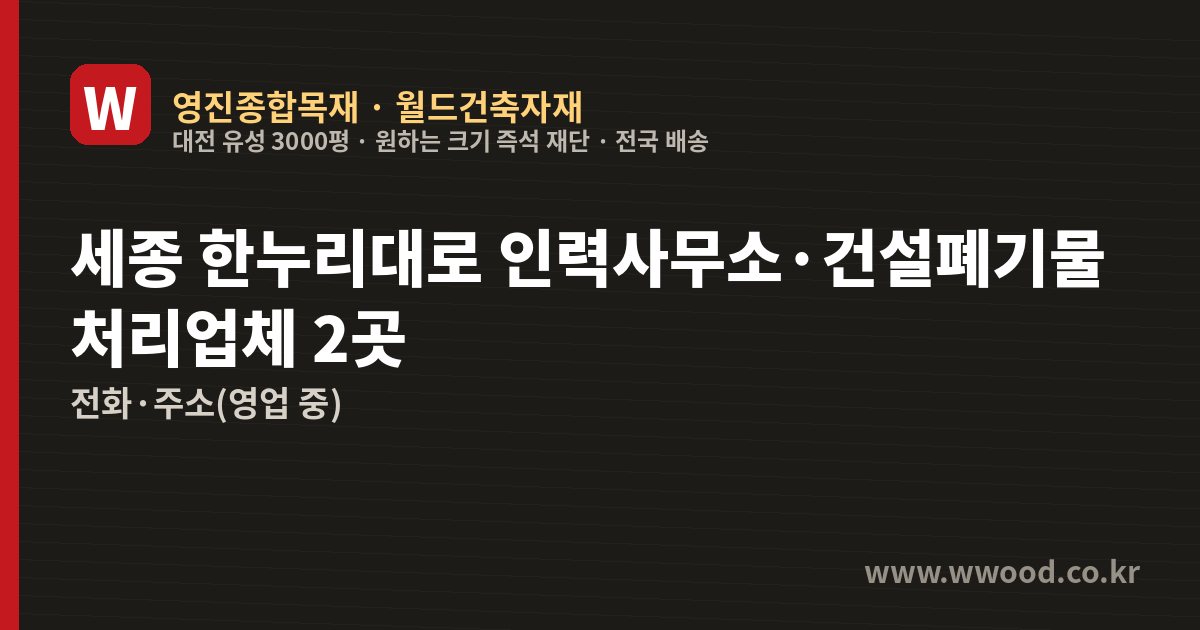 W
영진종합목재 · 월드건축자재
대전 유성 3000평 · 원하는 크기 즉석 재단 · 전국 배송
세종 한누리대로 인력사무소·건설폐기물
처리업체 2곳
전화·주소(영업 중)
www.wwood.co.kr